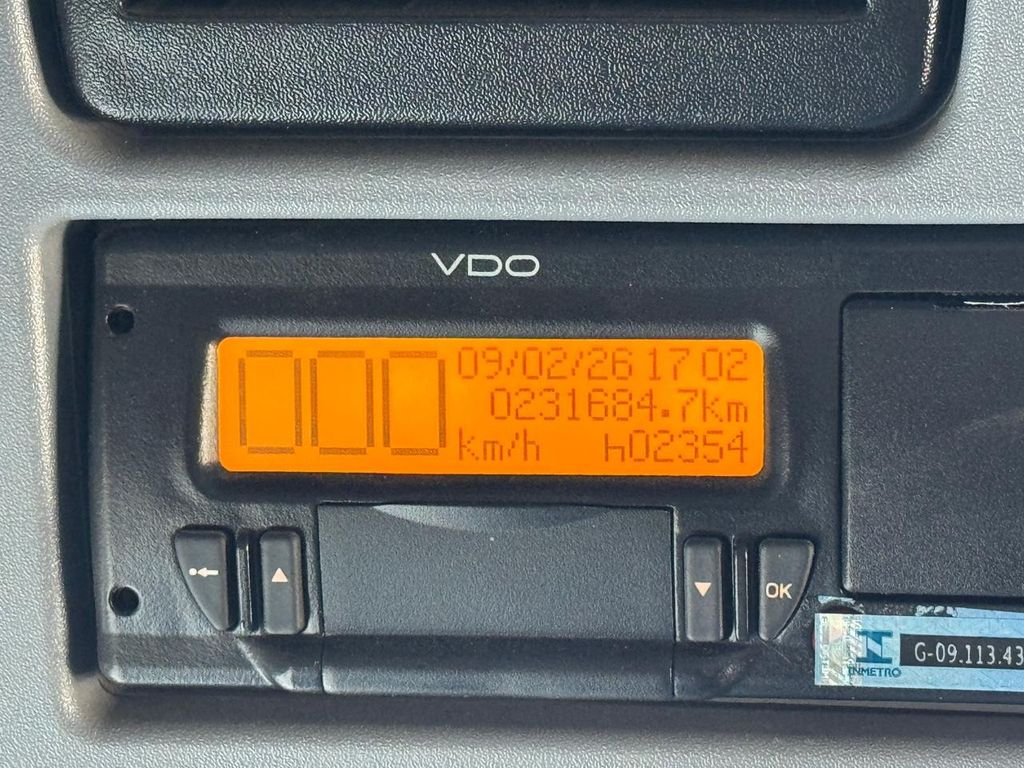 VDO
000
09/02/26 17 02
0231684.7km
km/h h02354
OK
INMETRO
G-09.113.43